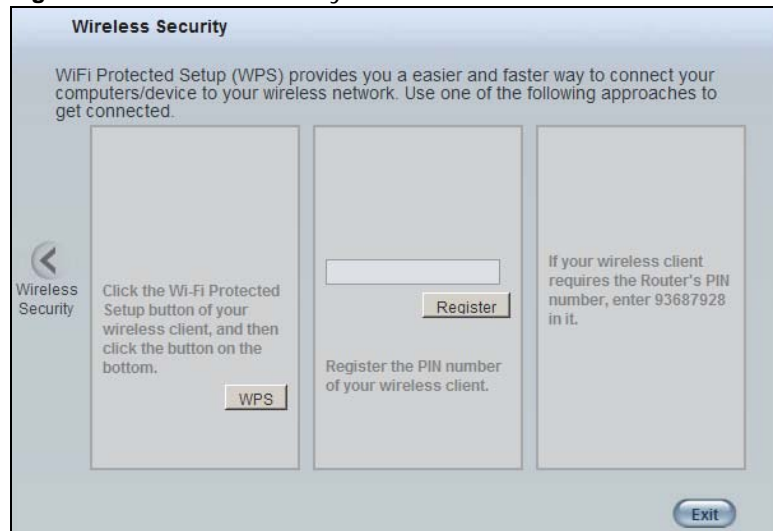 Wireless Security
WiFi Protected Setup (WPS) provides you a easier and faster way to connect your
computers/device to your wireless network. Use one of the following approaches to
get connected.
Wireless
Security
Click the Wi-Fi Protected
Setup button of your
wireless client, and then
click the button on the
bottom.
WPS
Register
Register the PIN number
of your wireless client.
If your wireless client
requires the Router's PIN
number, enter 93687928
in it.
Exit